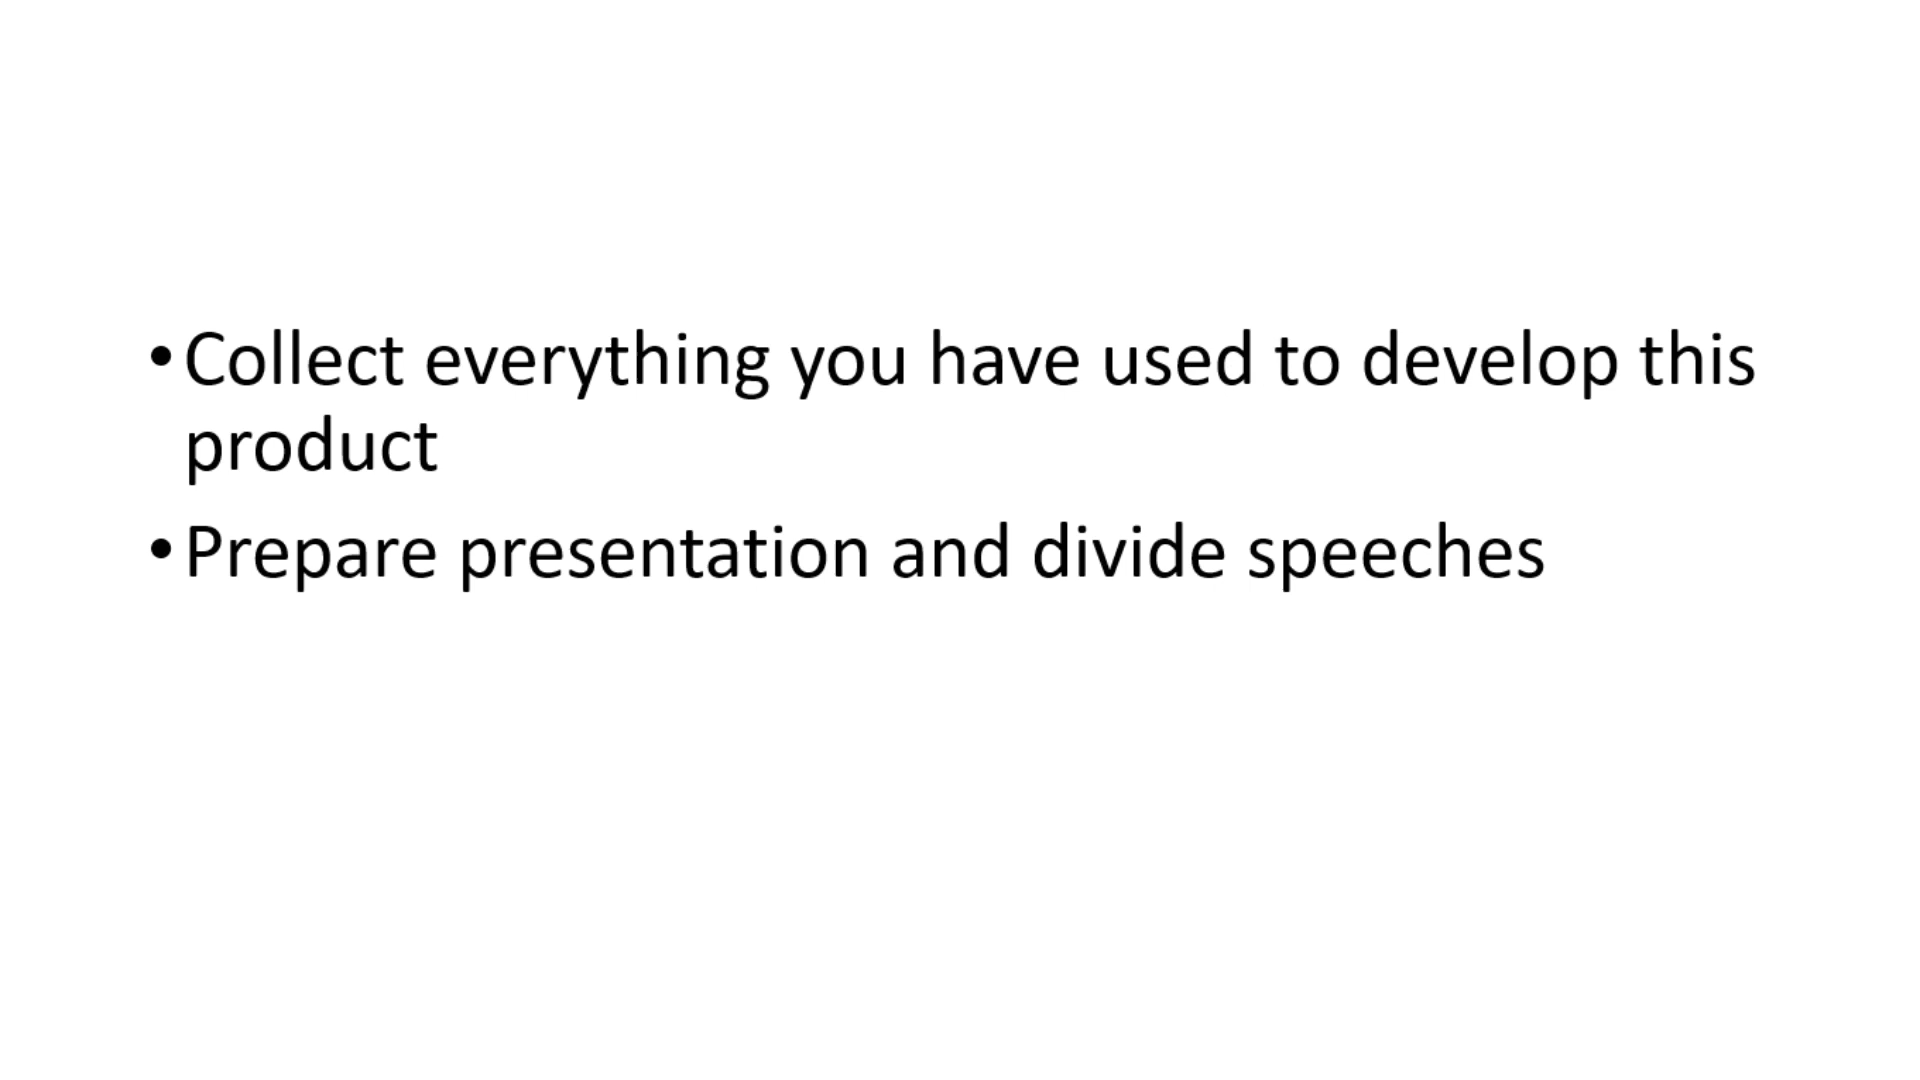 • Collect everything you have used to develop this
product
• Prepare presentation and divide speeches